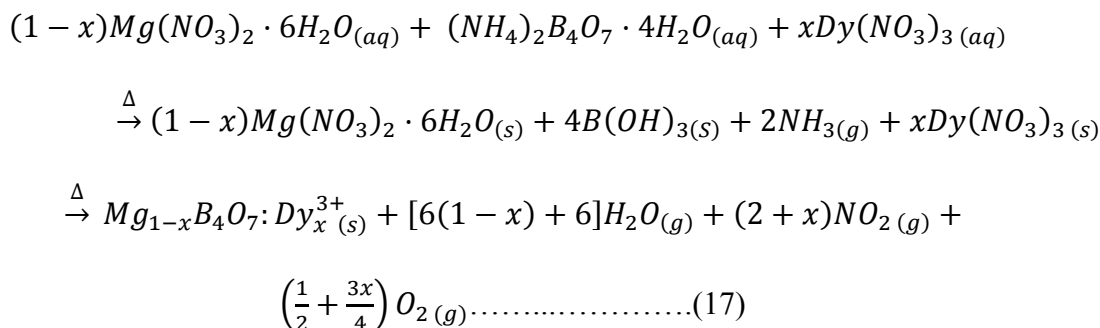 (1 − x)Mg(NO₃)₂ · 6H₂O₍aq₎ + (NH₄)₂B₄O₇ · 4H₂O₍aq₎ + xDy(NO₃)₃ ₍aq₎
Δ→ (1 − x)Mg(NO₃)₂ · 6H₂O₍s₎ + 4B(OH)₃₍S₎ + 2NH₃₍g₎ + xDy(NO₃)₃ ₍s₎
Δ→ Mg₁₋ₓB₄O₇: Dyₓ³⁺ ₍s₎ + [6(1 − x) + 6]H₂O₍g₎ + (2 + x)NO₂ ₍g₎ +
(1/2 + 3x/4) O₂ ₍g₎………..………….(17)